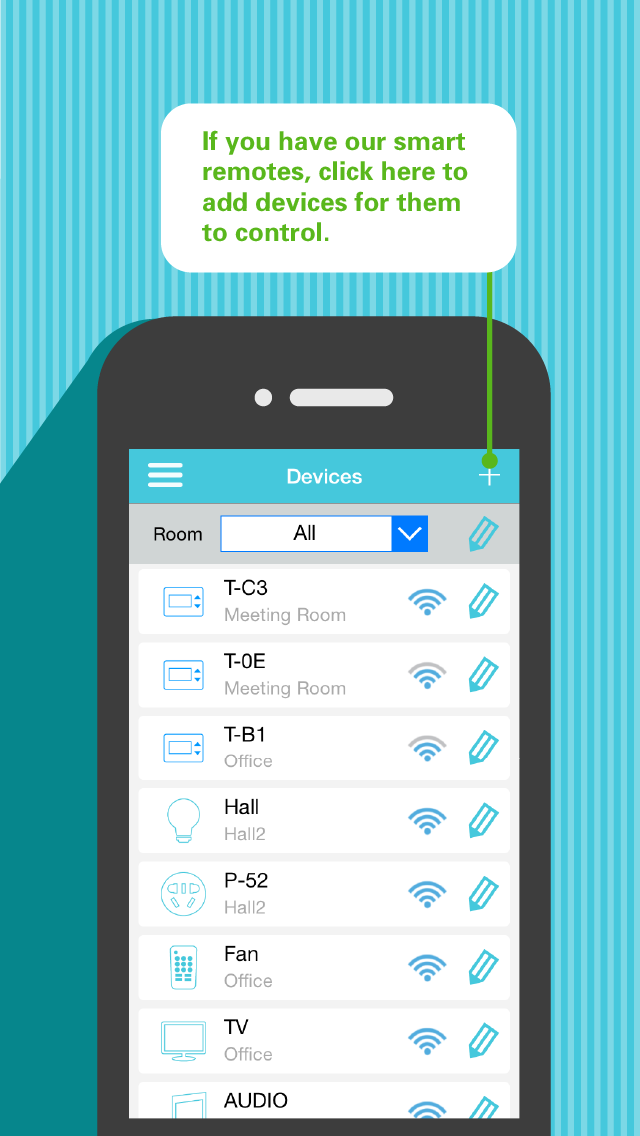 If you have our smart
remotes, click here to
add devices for them
to control.
Devices
Room All
T-C3
Meeting Room
T-0E
Meeting Room
T-B1
Office
Hall
Hall2
P-52
Hall2
Fan
Office
TV
Office
AUDIO